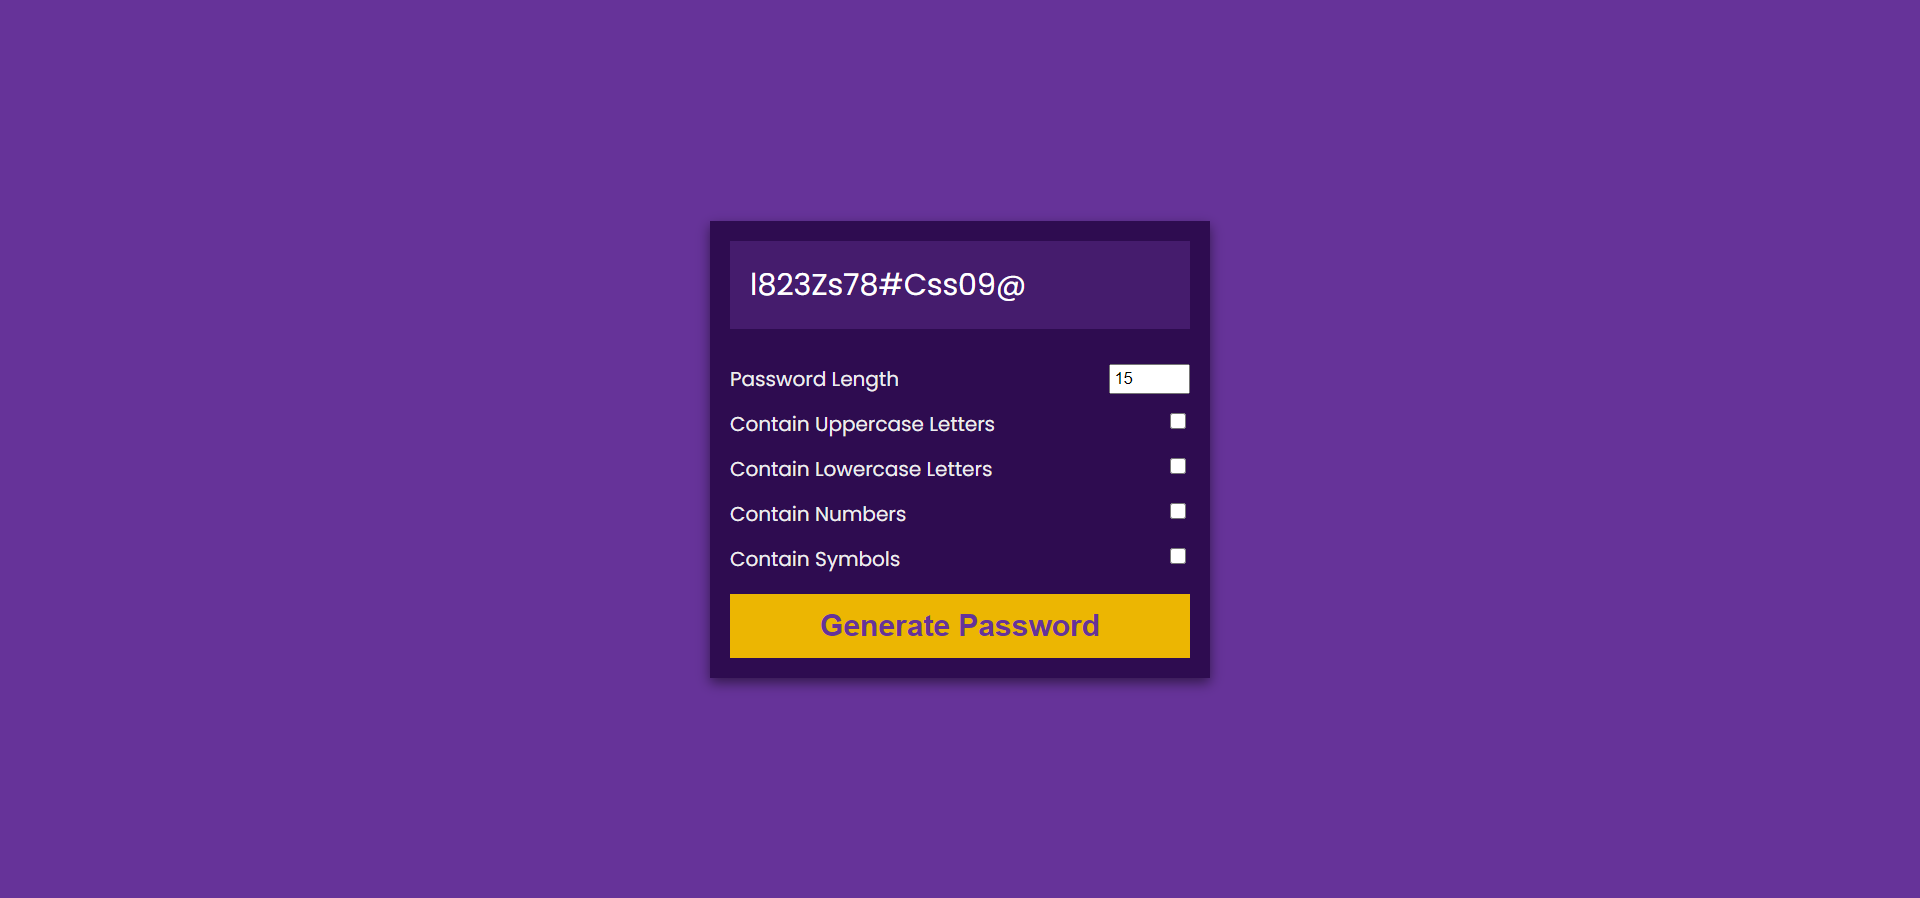 l823Zs78#Css09@
Password Length 15
Contain Uppercase Letters
Contain Lowercase Letters
Contain Numbers
Contain Symbols
Generate Password